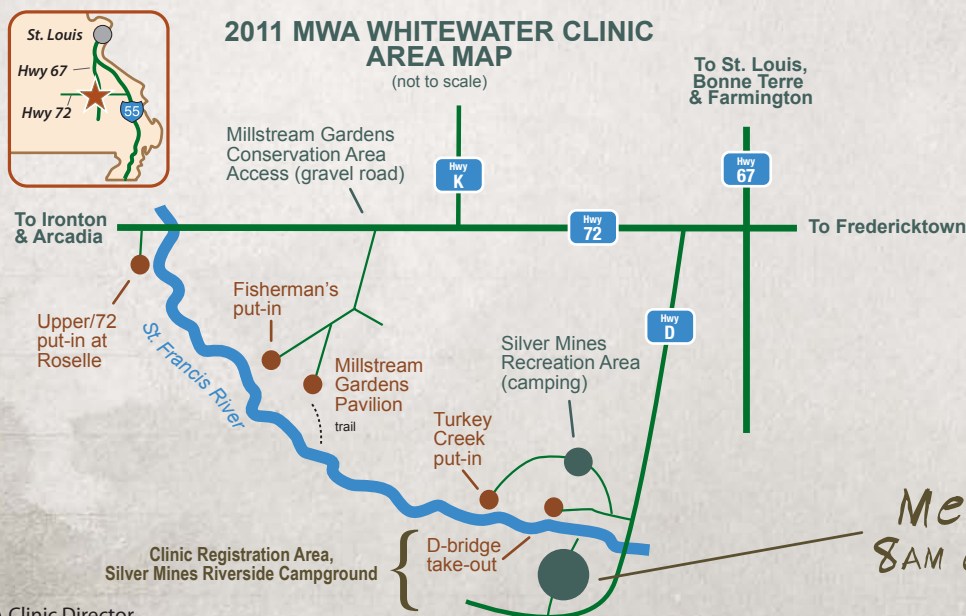 St. Louis
Hwy 67
Hwy 72
55
2011 MWA WHITEWATER CLINIC
AREA MAP
(not to scale)
To St. Louis,
Bonne Terre
& Farmington
Millstream Gardens
Conservation Area
Access (gravel road)
Hwy
K
Hwy
67
To Ironton
& Arcadia
Hwy
72
To Fredericktown
Fisherman's
put-in
Upper/72
put-in at
Roselle
St. Francis River
Hwy
D
Silver Mines
Recreation Area
(camping)
Millstream
Gardens
Pavilion
trail
Turkey
Creek
put-in
D-bridge
take-out
Clinic Registration Area,
Silver Mines Riverside Campground
8AM
Clinic Director